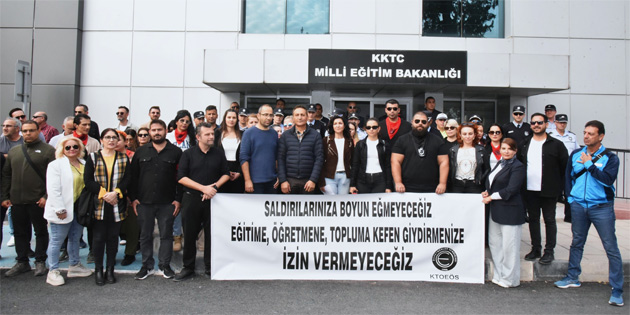 KKTC
MİLLİ EĞİTİM BAKANLIĞI
SALDIRILARINIZA BOYUN EĞMEYECEĞİZ
EĞİTİME, ÖĞRETMENE, TOPLUMA KEFEN GİYDİRMENİZE
İZİN VERMEYECEĞİZ
KTOEÖS